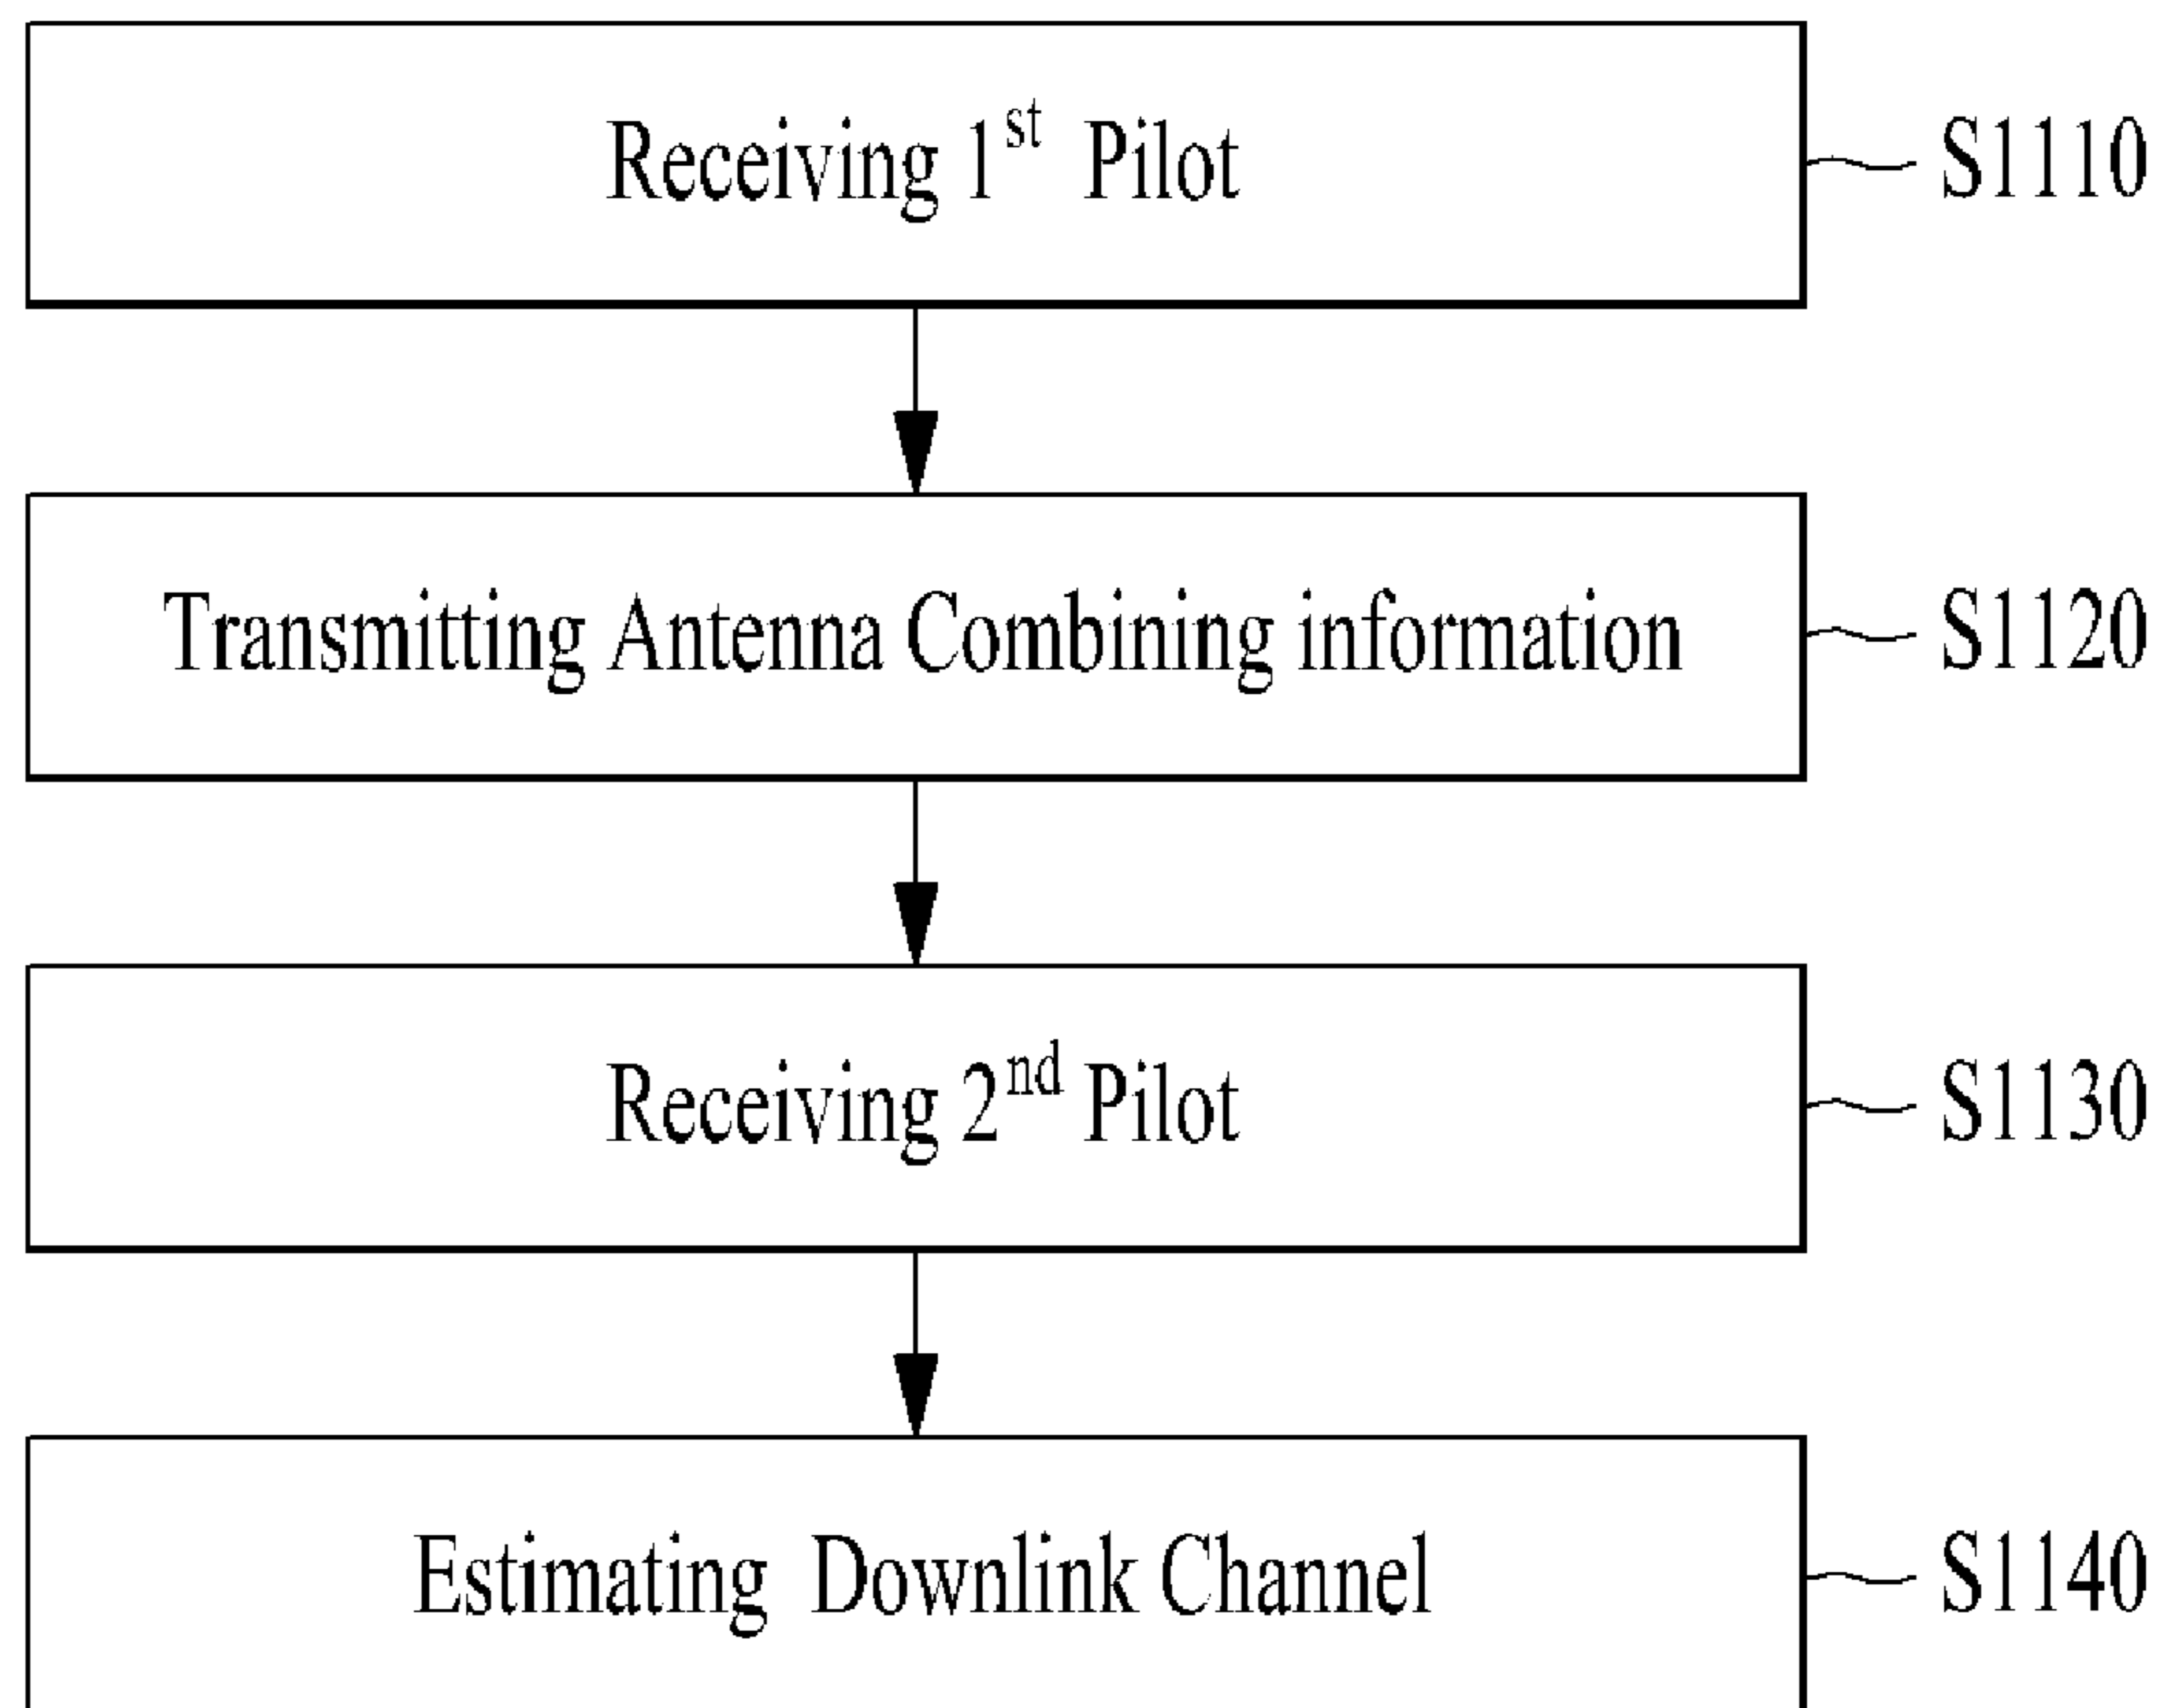 Receiving 1st Pilot
S1110
Transmitting Antenna Combining information
S1120
Receiving 2nd Pilot
S1130
Estimating Downlink Channel
S1140